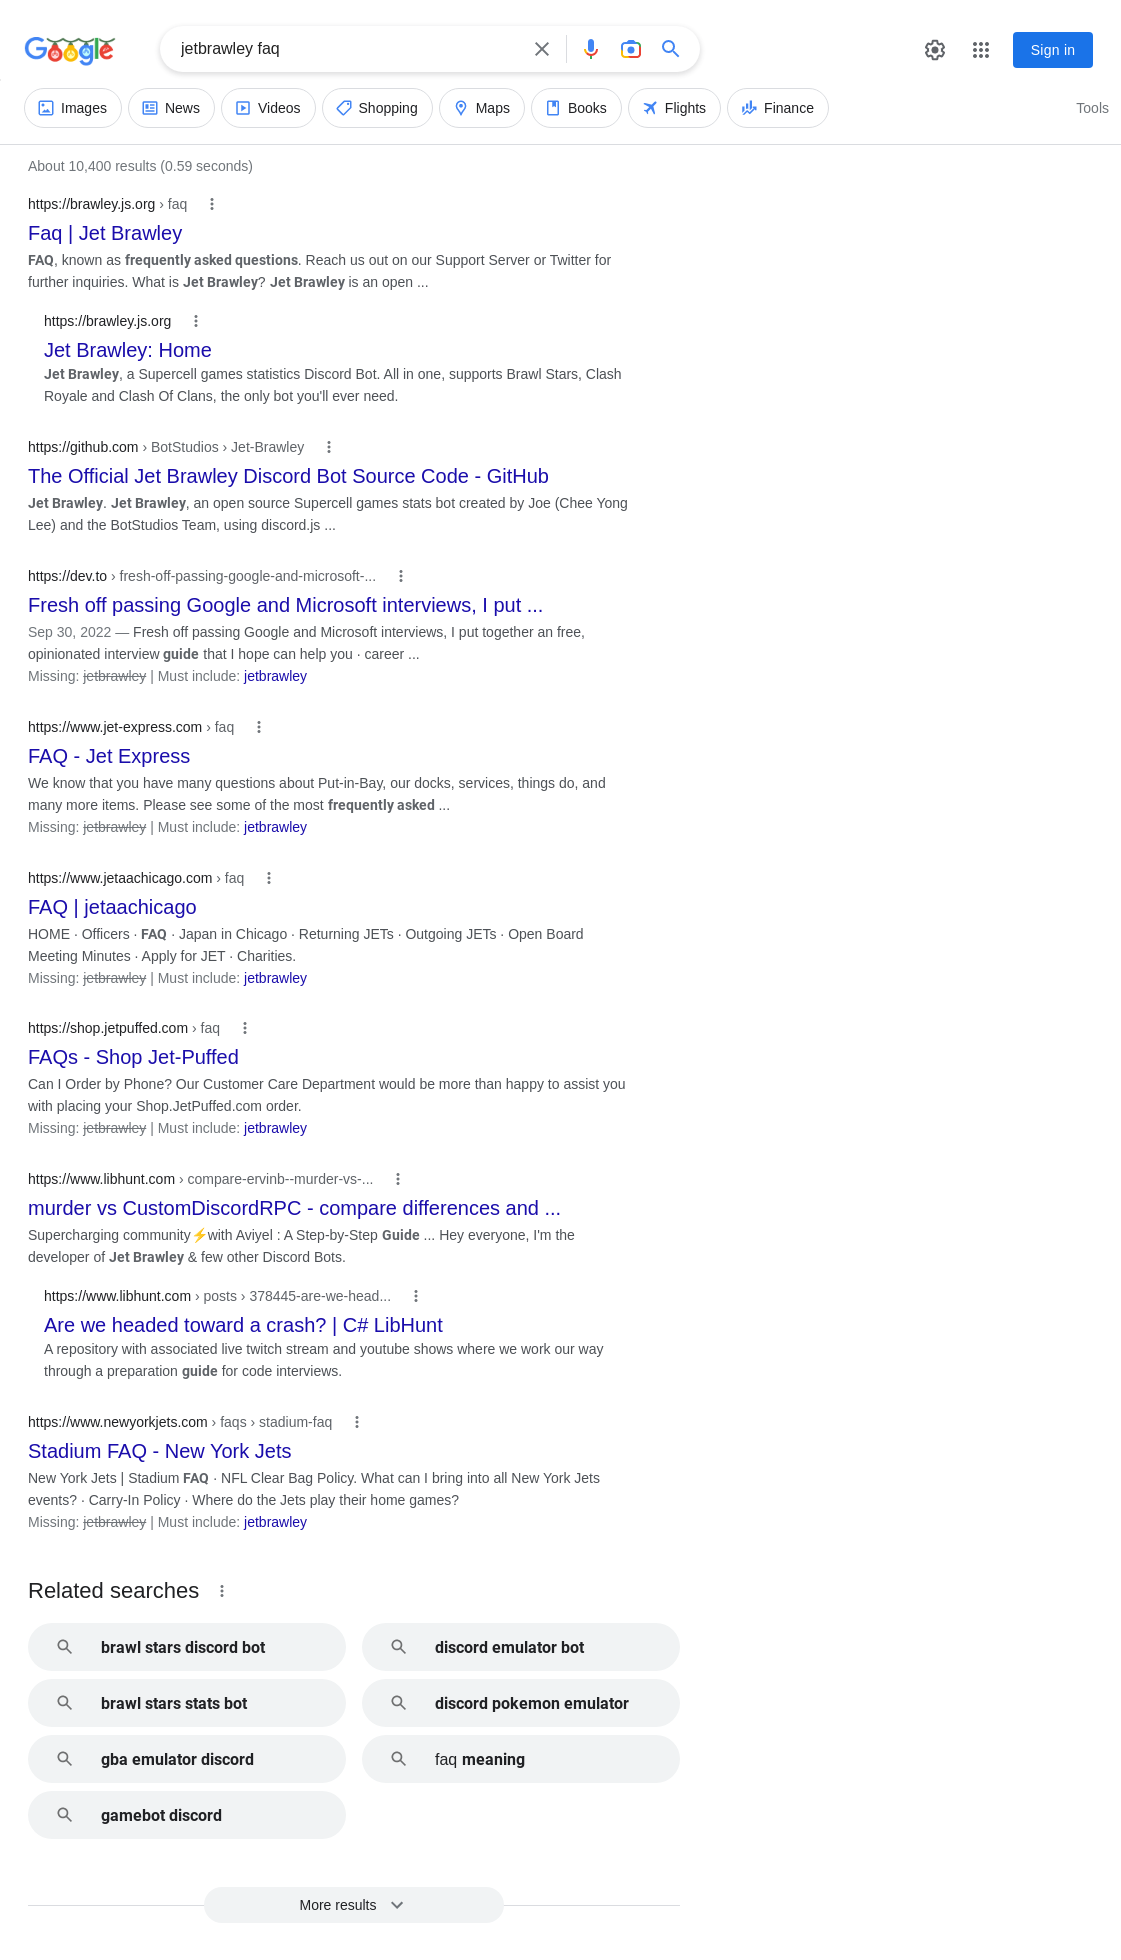 Google
jetbrawley faq
Sign in
Images
News
Videos
Shopping
Maps
Books
Flights
Finance
Tools
About 10,400 results (0.59 seconds)
https://brawley.js.org › faq
Faq | Jet Brawley
FAQ, known as frequently asked questions. Reach us out on our Support Server or Twitter for
further inquiries. What is Jet Brawley? Jet Brawley is an open ...
https://brawley.js.org
Jet Brawley: Home
Jet Brawley, a Supercell games statistics Discord Bot. All in one, supports Brawl Stars, Clash
Royale and Clash Of Clans, the only bot you'll ever need.
https://github.com › BotStudios › Jet-Brawley
The Official Jet Brawley Discord Bot Source Code - GitHub
Jet Brawley. Jet Brawley, an open source Supercell games stats bot created by Joe (Chee Yong
Lee) and the BotStudios Team, using discord.js ...
https://dev.to › fresh-off-passing-google-and-microsoft-...
Fresh off passing Google and Microsoft interviews, I put ...
Sep 30, 2022 — Fresh off passing Google and Microsoft interviews, I put together an free,
opinionated interview guide that I hope can help you · career ...
Missing: jetbrawley | Must include: jetbrawley
https://www.jet-express.com › faq
FAQ - Jet Express
We know that you have many questions about Put-in-Bay, our docks, services, things do, and
many more items. Please see some of the most frequently asked ...
Missing: jetbrawley | Must include: jetbrawley
https://www.jetaachicago.com › faq
FAQ | jetaachicago
HOME · Officers · FAQ · Japan in Chicago · Returning JETs · Outgoing JETs · Open Board
Meeting Minutes · Apply for JET · Charities.
Missing: jetbrawley | Must include: jetbrawley
https://shop.jetpuffed.com › faq
FAQs - Shop Jet-Puffed
Can I Order by Phone? Our Customer Care Department would be more than happy to assist you
with placing your Shop.JetPuffed.com order.
Missing: jetbrawley | Must include: jetbrawley
https://www.libhunt.com › compare-ervinb--murder-vs-...
murder vs CustomDiscordRPC - compare differences and ...
Supercharging community⚡with Aviyel : A Step-by-Step Guide ... Hey everyone, I'm the
developer of Jet Brawley & few other Discord Bots.
https://www.libhunt.com › posts › 378445-are-we-head...
Are we headed toward a crash? | C# LibHunt
A repository with associated live twitch stream and youtube shows where we work our way
through a preparation guide for code interviews.
https://www.newyorkjets.com › faqs › stadium-faq
Stadium FAQ - New York Jets
New York Jets | Stadium FAQ · NFL Clear Bag Policy. What can I bring into all New York Jets
events? · Carry-In Policy · Where do the Jets play their home games?
Missing: jetbrawley | Must include: jetbrawley
Related searches
brawl stars discord bot
discord emulator bot
brawl stars stats bot
discord pokemon emulator
gba emulator discord
faq meaning
gamebot discord
More results